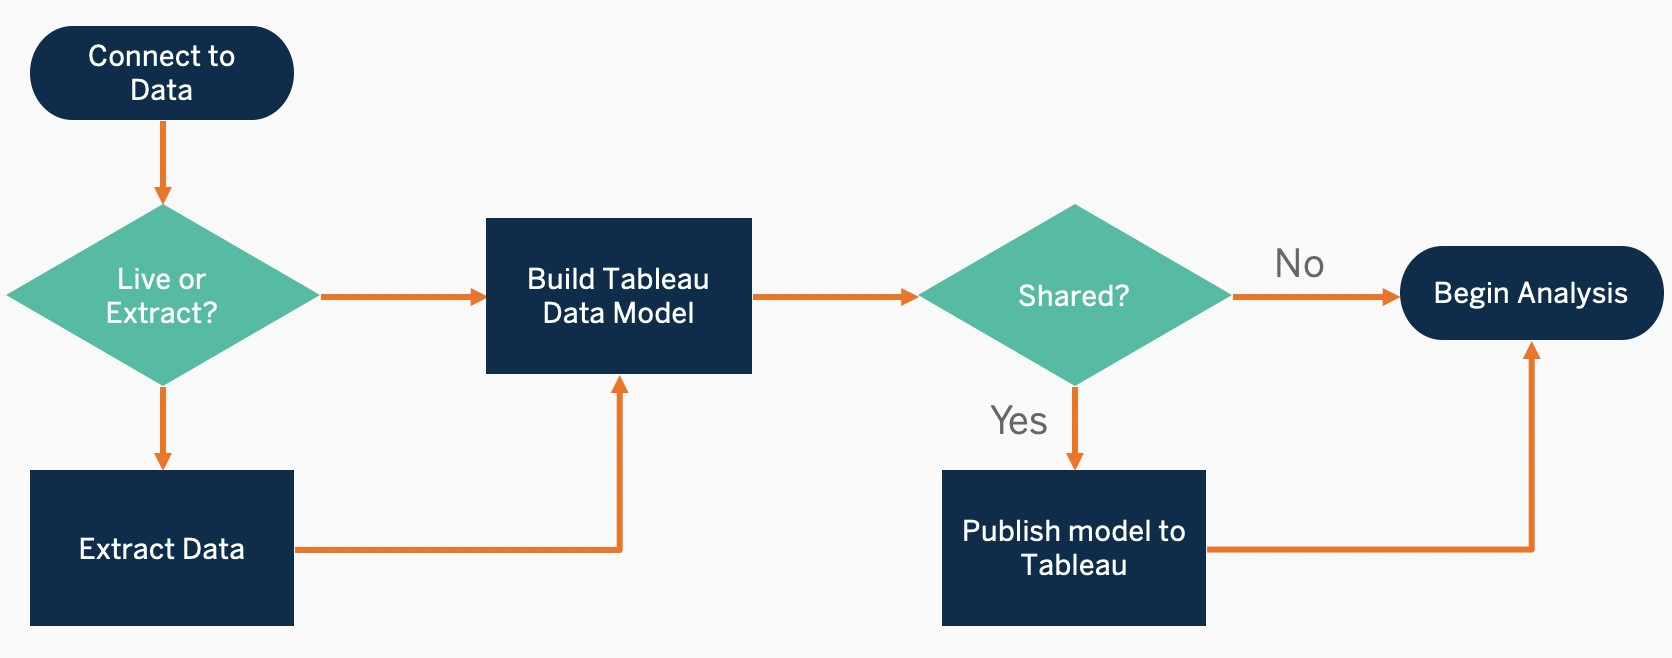 Connect to
Data
Live or
Extract?
Extract Data
Build Tableau
Data Model
Shared?
No
Yes
Publish model to
Tableau
Begin Analysis